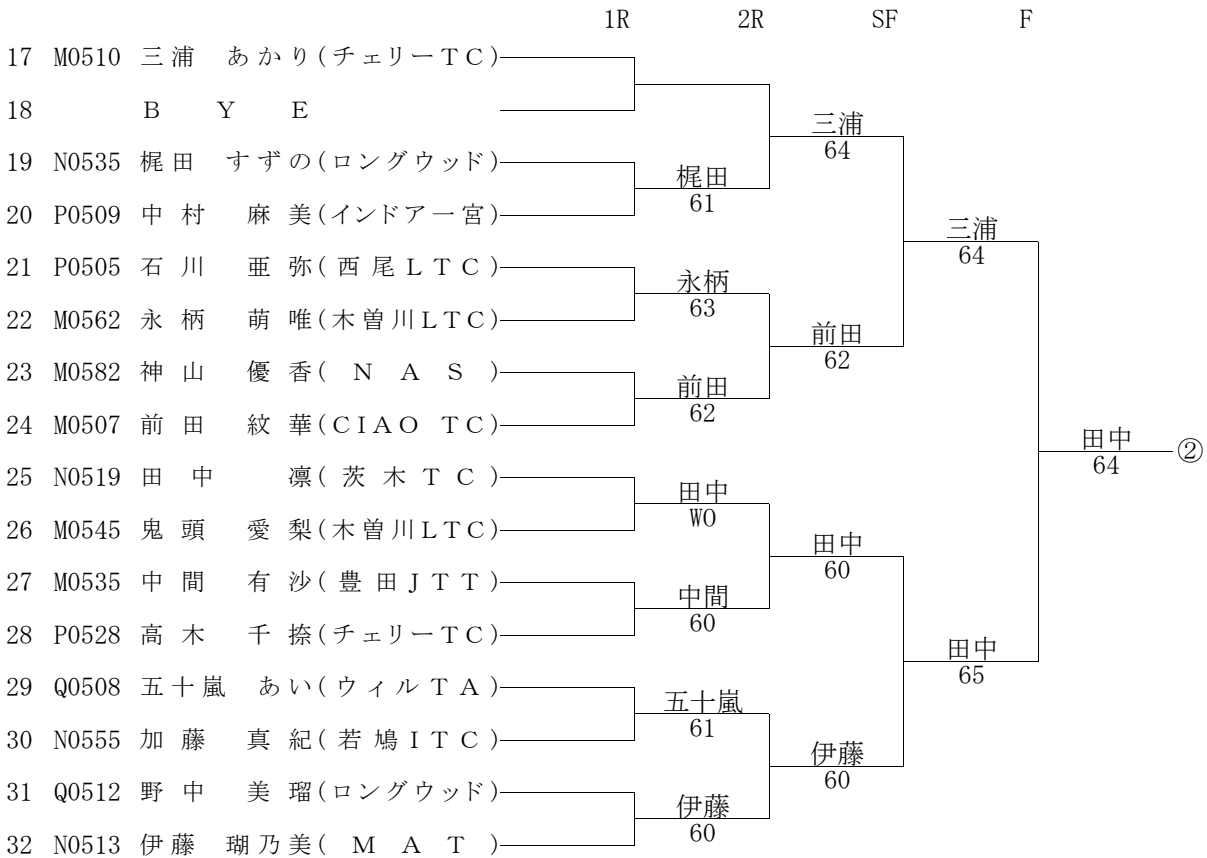 1R 2R SF F
17 M0510 三浦 あかり(チェリーTC)
18 BYE
三浦
64
19 N0535 梶田 すずの(ロングウッド)
梶田
61
20 P0509 中村 麻美(インドアー宮)
三浦
64
21 P0505 石川 亜弥(西尾LTC)
永柄
63
22 M0562 永柄 萌唯(木曽川LTC)
前田
62
23 M0582 神山 優香(NAS)
前田
62
24 M0507 前田 紋華(CIAO TC)
田中
64
②
25 N0519 田中 凛(茨木TC)
田中
WO
26 M0545 鬼頭 愛梨(木曽川LTC)
田中
60
27 M0535 中間 有沙(豊田JTT)
中間
60
28 P0528 高木 千捺(チェリーTC)
田中
65
29 Q0508 五十嵐 あい(ウィルTA)
五十嵐
61
30 N0555 加藤 真紀(若鳩ITC)
伊藤
60
31 Q0512 野中 美瑠(ロングウッド)
伊藤
60
32 N0513 伊藤 瑚乃美(MAT)